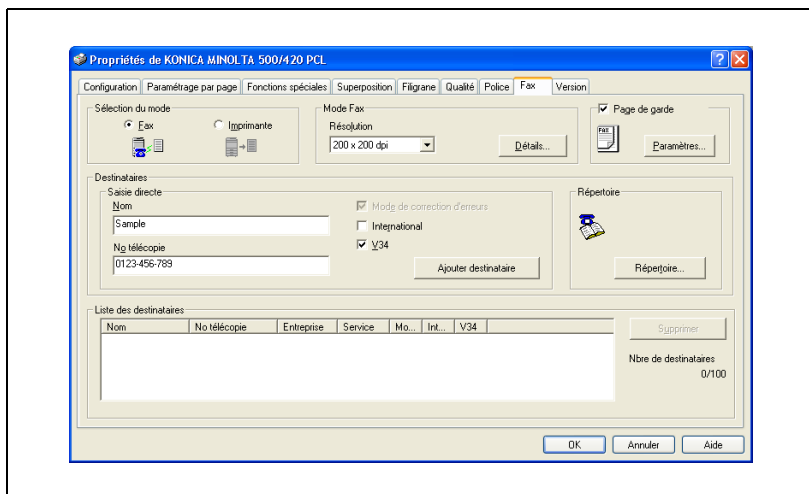 Propriétés de KONICA MINOLTA 500/420 PCL
Configuration Paramétrage par page Fonctions spéciales Superposition Filigrane Qualité Police Fax Version
Sélection du mode
Fax Imprimante
Mode Fax
Résolution
200 x 200 dpi Détails...
Page de garde
FAX
Paramètres...
Destinataires
Saisie directe
Nom
Sample
No télécopie
0123-456-789
Mode de correction d'erreurs
International
V34
Ajouter destinataire
Répertoire
Répertoire...
Liste des destinataires
Nom No télécopie Entreprise Service Mo... Int... V34
Supprimer
Nbre de destinataires
0/100
OK Annuler Aide